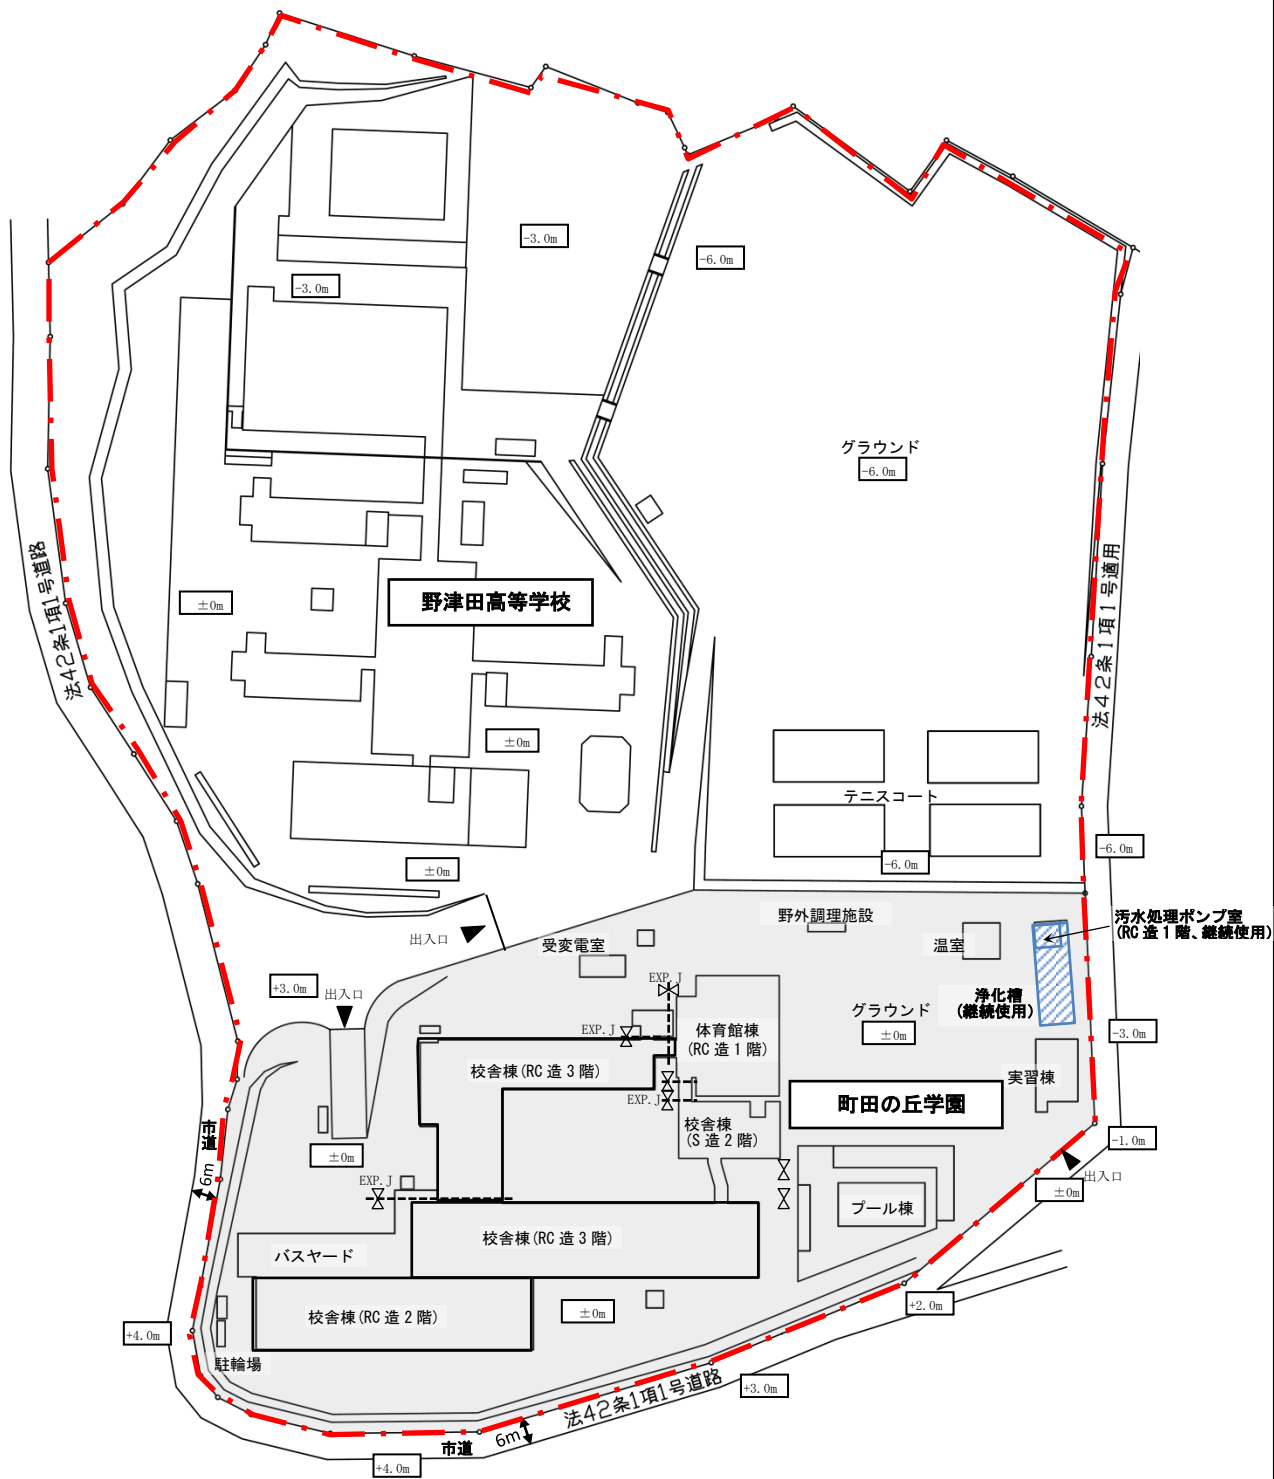 -3.0m
-6.0m
-3.0m
グラウンド
-6.0m
法42条1項1号道路
法42条1項1号適用
±0m
野津田高等学校
±0m
テニスコート
-6.0m
-6.0m
±0m
野外調理施設
汚水処理ポンプ室
(RC造1階、継続使用)
出入口
受変電室
温室
EXP.J
+3.0m
出入口
浄化槽
(継続使用)
グラウンド
±0m
EXP.J
体育館棟
(RC造1階)
-3.0m
校舎棟(RC造3階)
実習棟
EXP.J
町田の丘学園
市道
校舎棟
(S造2階)
-1.0m
±0m
6m
EXP.J
出入口
±0m
プール棟
校舎棟(RC造3階)
バスヤード
+2.0m
校舎棟(RC造2階)
±0m
+4.0m
駐輪場
+3.0m
法42条1項1号道路
6m
市道
+4.0m